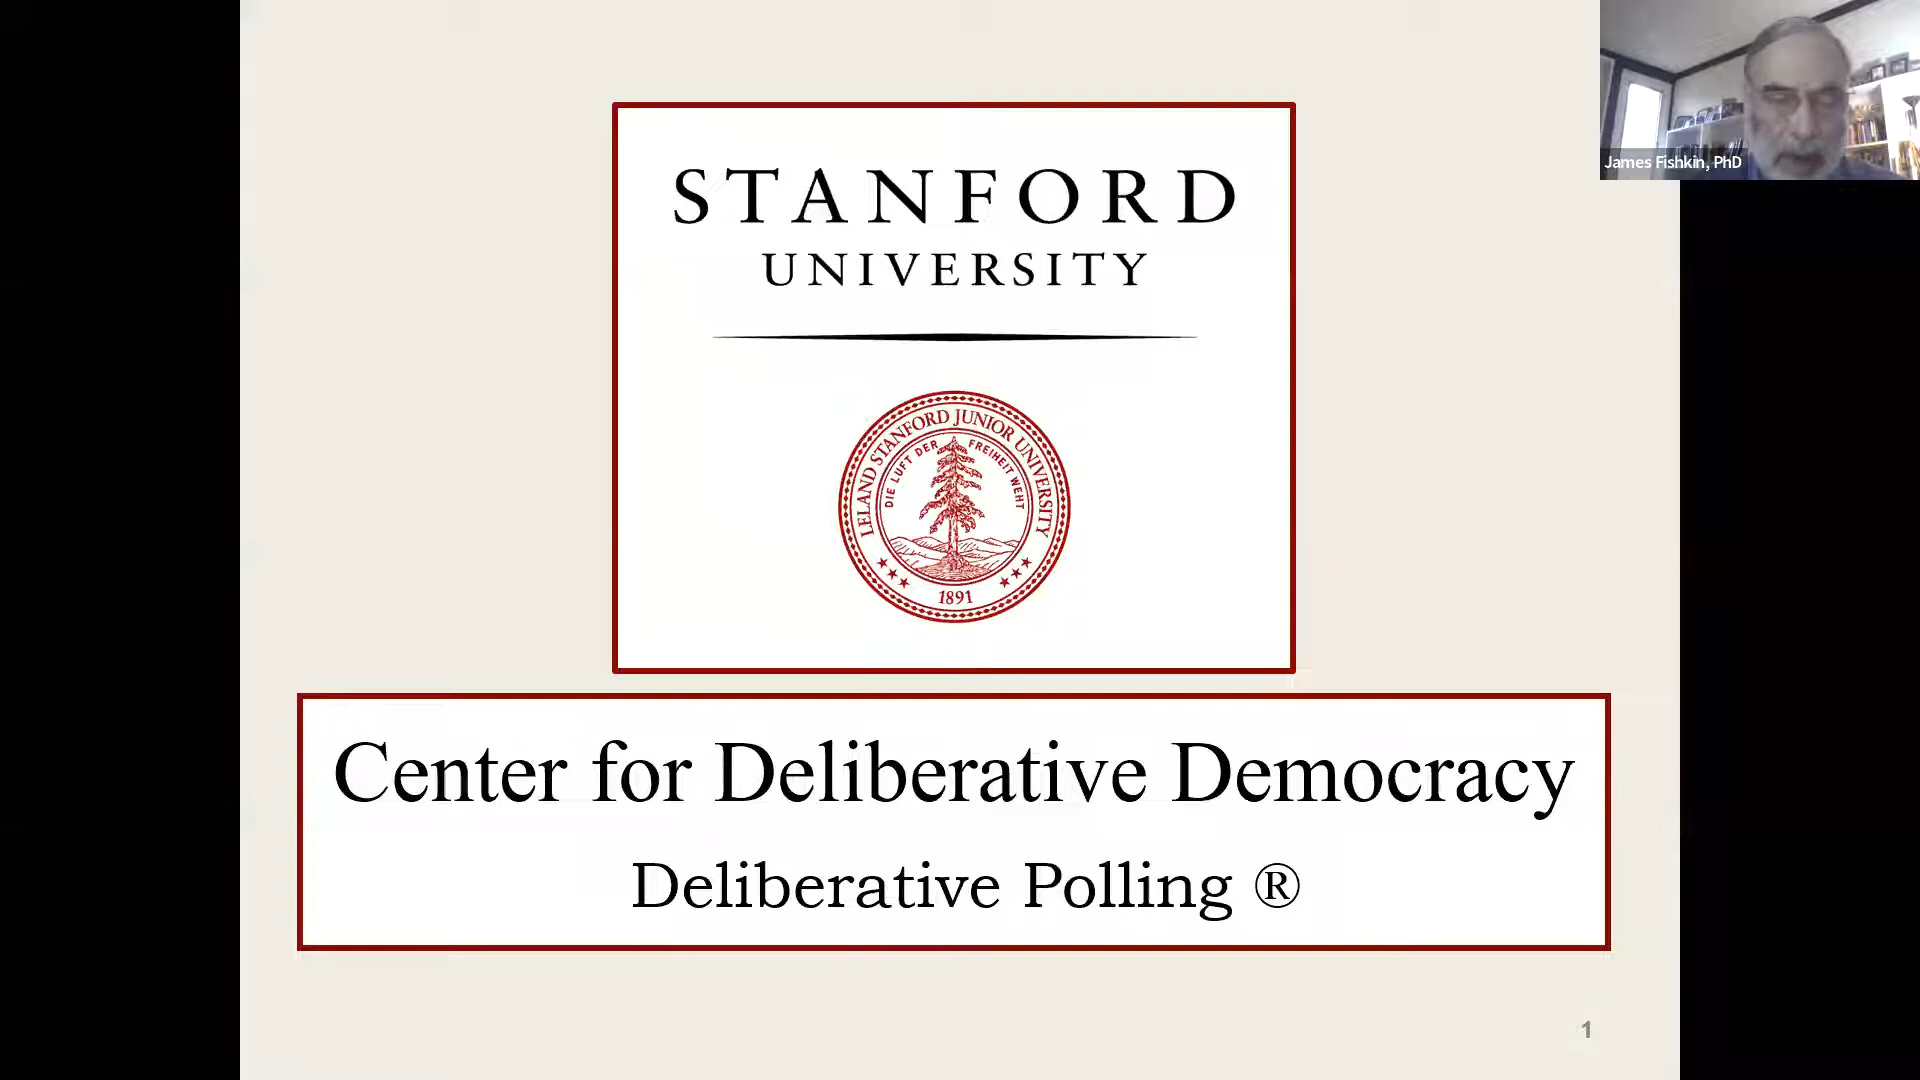 James Fishkin, PhD
STANFORD
UNIVERSITY
LELAND STANFORD JUNIOR UNIVERSITY
DIE LUFT DER FREIHEIT WEHT
1891
Center for Deliberative Democracy
Deliberative Polling ®
1